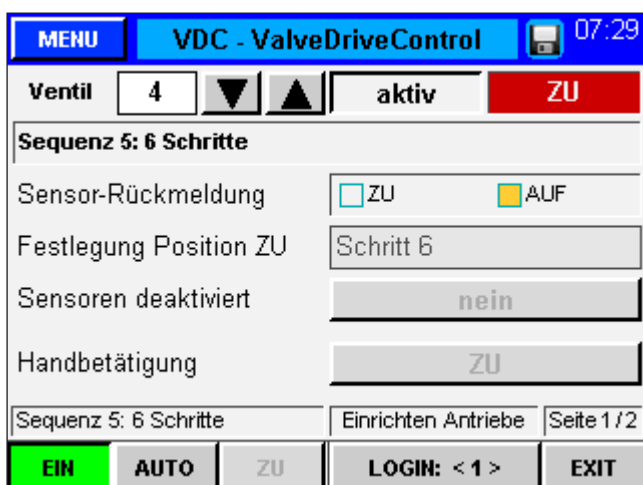 MENU VDC - ValveDriveControl 07:29
Ventil 4 aktiv ZU
Sequenz 5: 6 Schritte
Sensor-Rückmeldung ZU AUF
Festlegung Position ZU Schritt 6
Sensoren deaktiviert nein
Handbetätigung ZU
Sequenz 5: 6 Schritte Einrichten Antriebe Seite 1/2
EIN AUTO ZU LOGIN: <1> EXIT